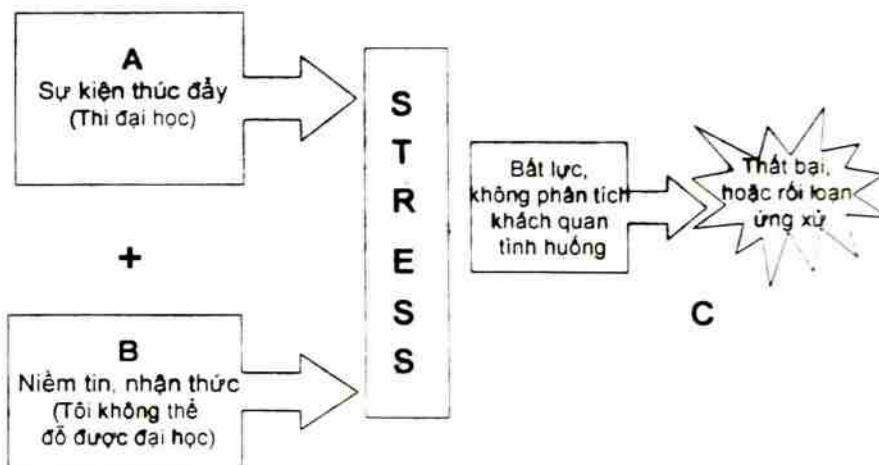 A
Sự kiện thúc đẩy
(Thi đại học)
+
B
Niềm tin, nhận thức
(Tôi không thể
đỗ được đại học)
S
T
R
E
S
S
Bất lực,
không phân tích
khách quan
tình huống
Thất bại,
hoặc rối loạn
ứng xử
C